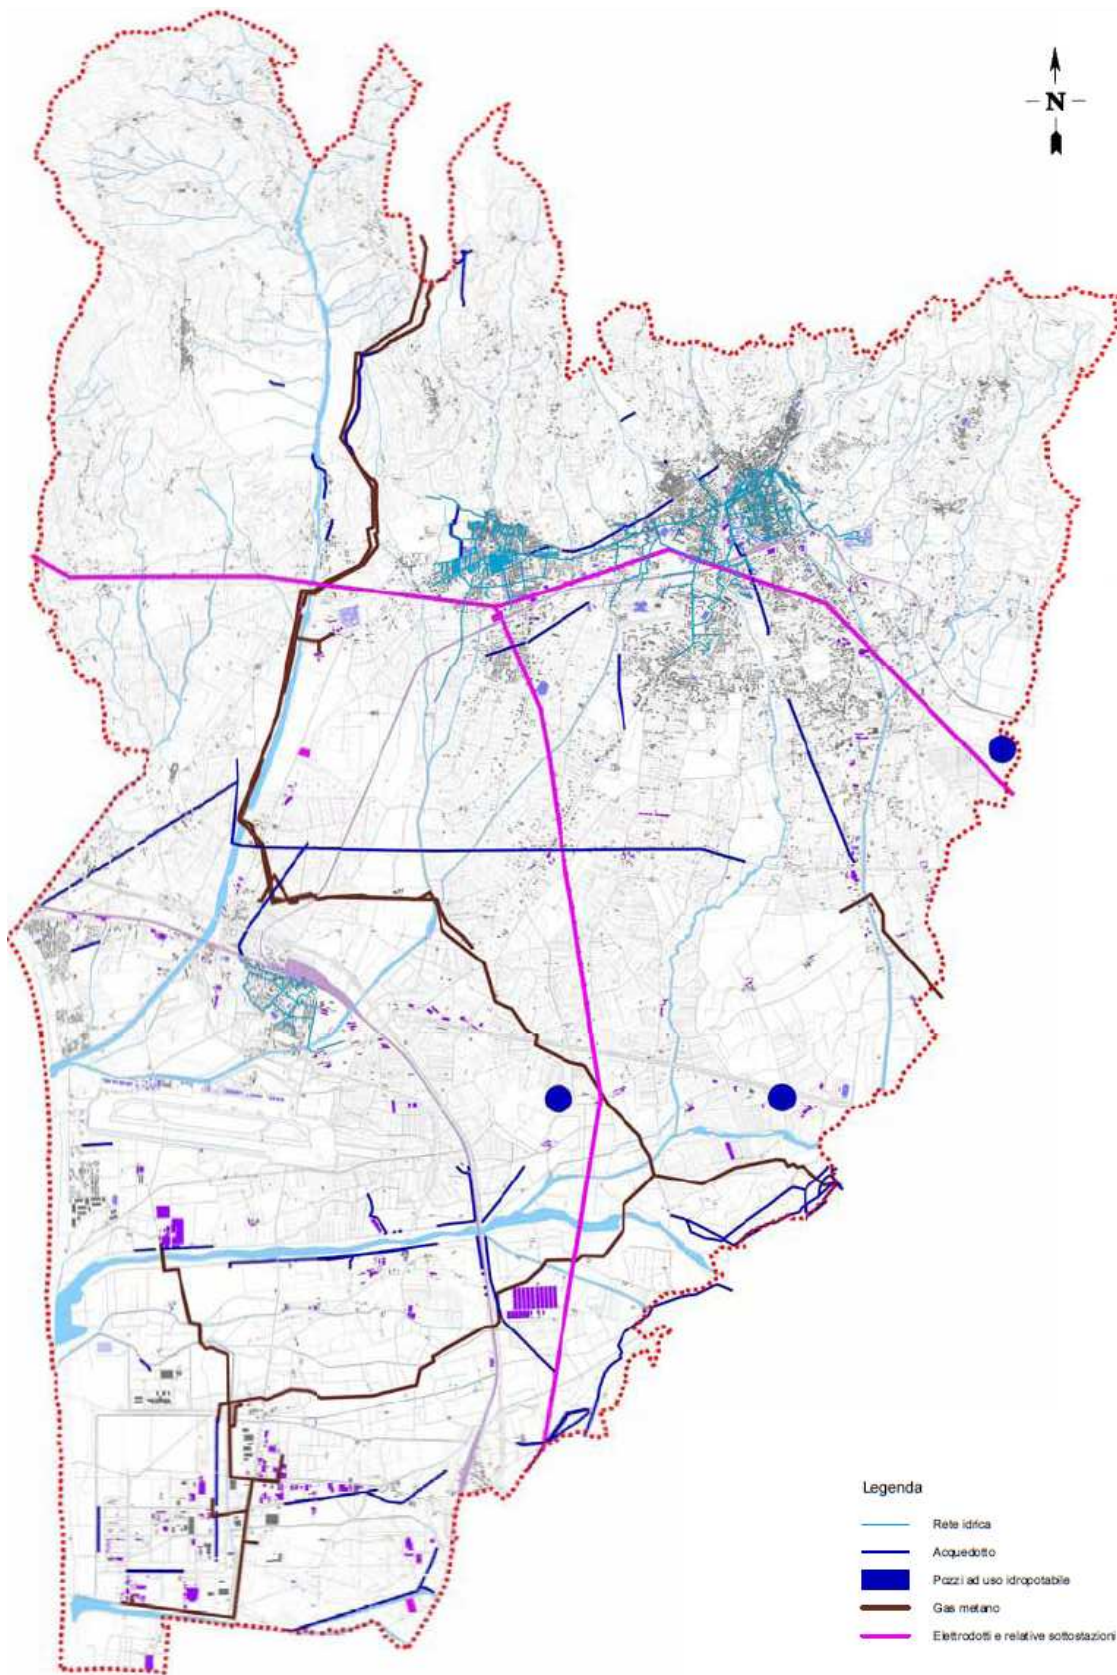 N
Legenda
Rete idrica
Acquedotto
Pozzi ad uso idropotabile
Gas metano
Elettrodotti e relative sottostazioni